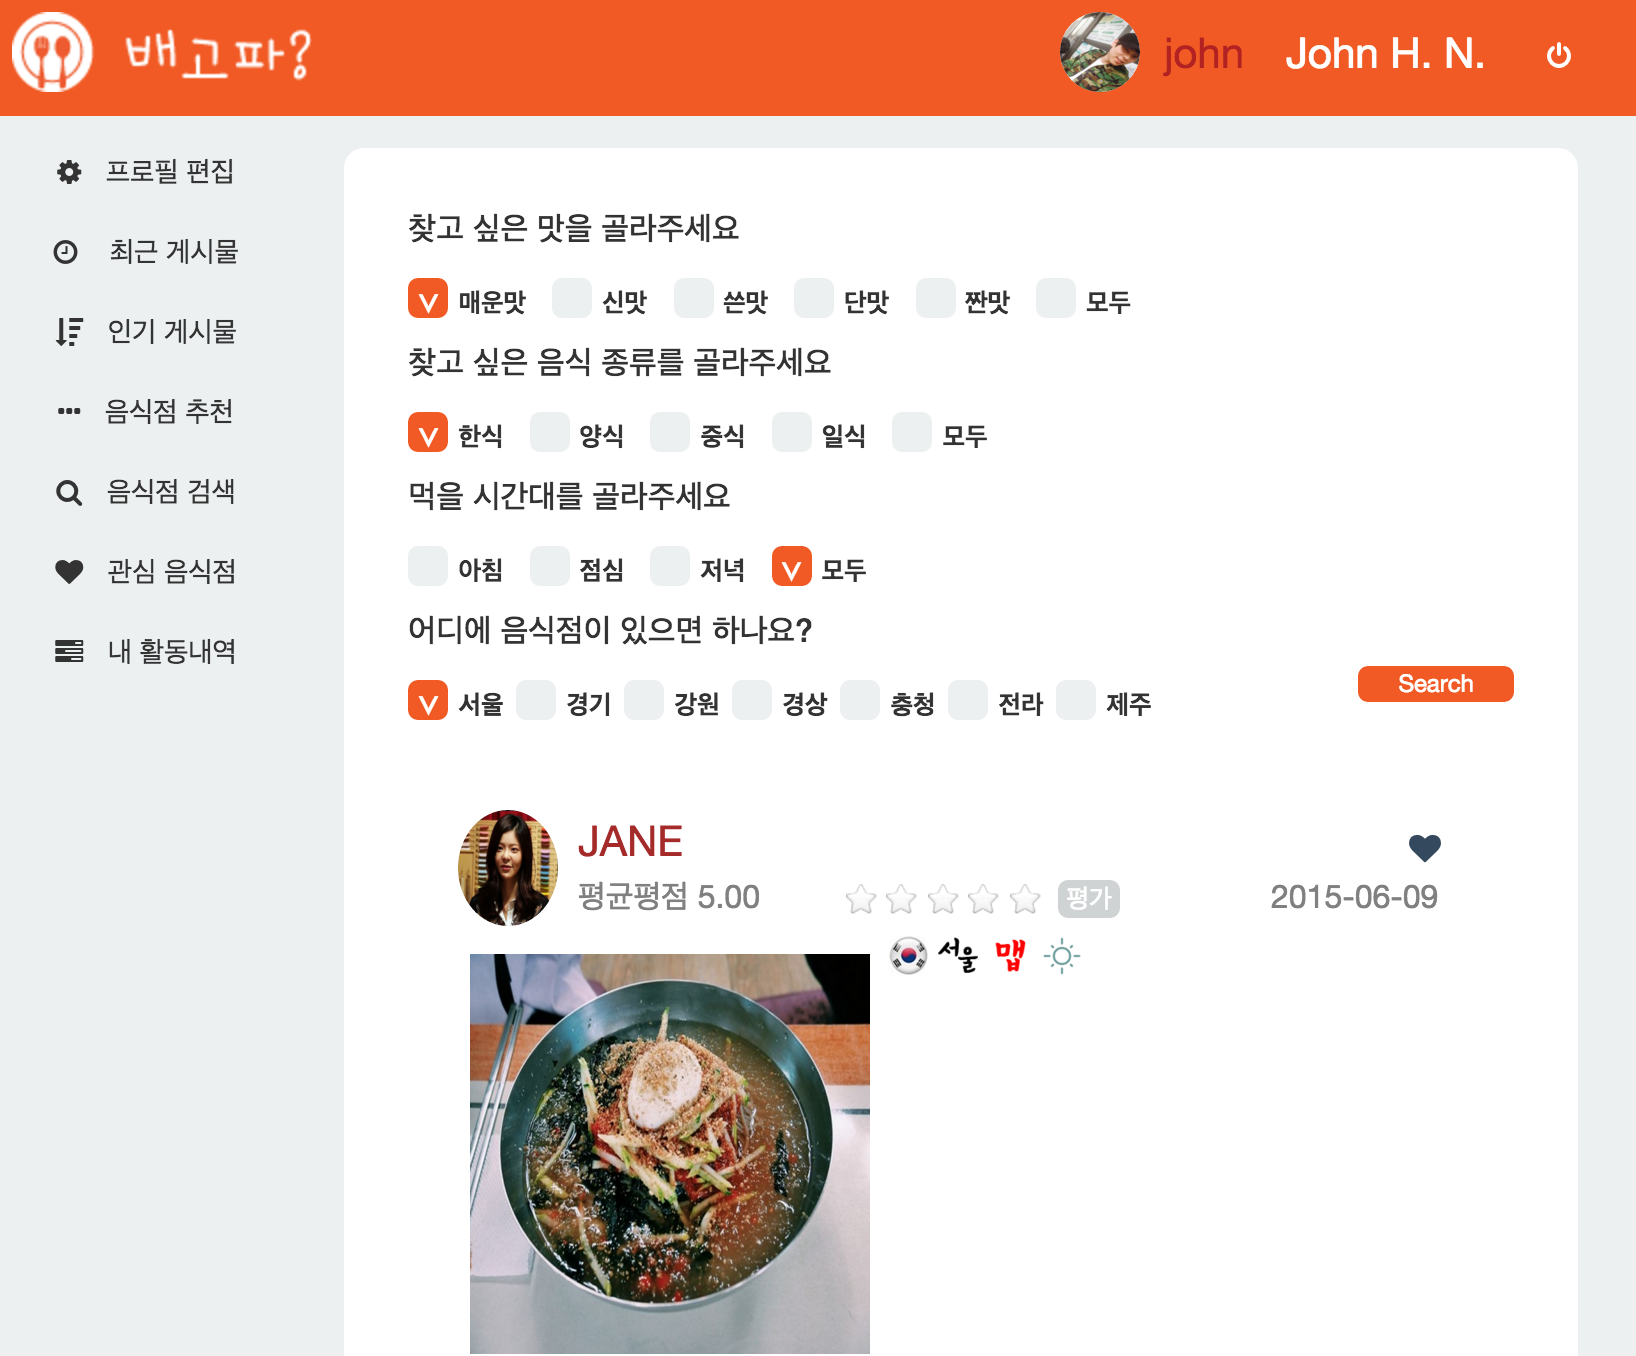 배고파?
john John H. N.
프로필 편집
최근 게시물
인기 게시물
음식점 추천
음식점 검색
관심 음식점
내 활동내역
찾고 싶은 맛을 골라주세요
V 매운맛 신맛 쓴맛 단맛 짠맛 모두
찾고 싶은 음식 종류를 골라주세요
V 한식 양식 중식 일식 모두
먹을 시간대를 골라주세요
아침 점심 저녁 V 모두
어디에 음식점이 있으면 하나요?
V 서울 경기 강원 경상 충청 전라 제주
Search
JANE
평균평점 5.00 평가 2015-06-09
서울 맵